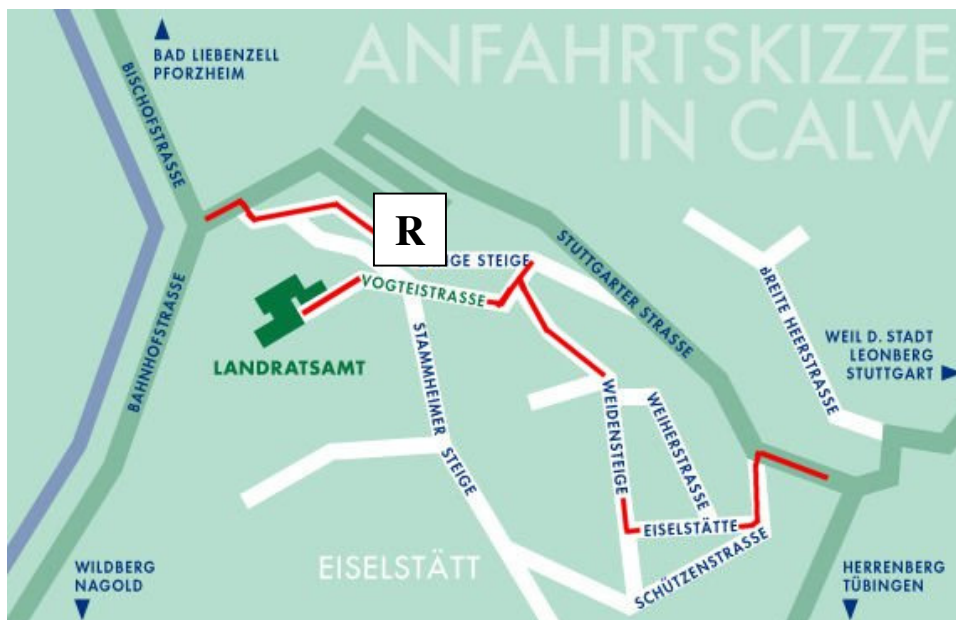 ANFAHRTSKIZZE
IN CALW
BAD LIEBENZELL
PFORZHEIM
BISCHOFSTRASSE
R
STEIGE
STUTTGARTER STRASSE
VOGTEISTRASSE
BREITE HEERSTRASSE
BAHNHOFSTRASSE
WEIL D. STADT
LEONBERG
STUTTGART
LANDRATSAMT
STAMMHEIMER
STEIGE
WEIDENSTEIGE
WEIHERSTRASSE
EISELSTÄTTE
EISELSTÄTT
SCHÜTZENSTRASSE
WILDBERG
NAGOLD
HERRENBERG
TÜBINGEN